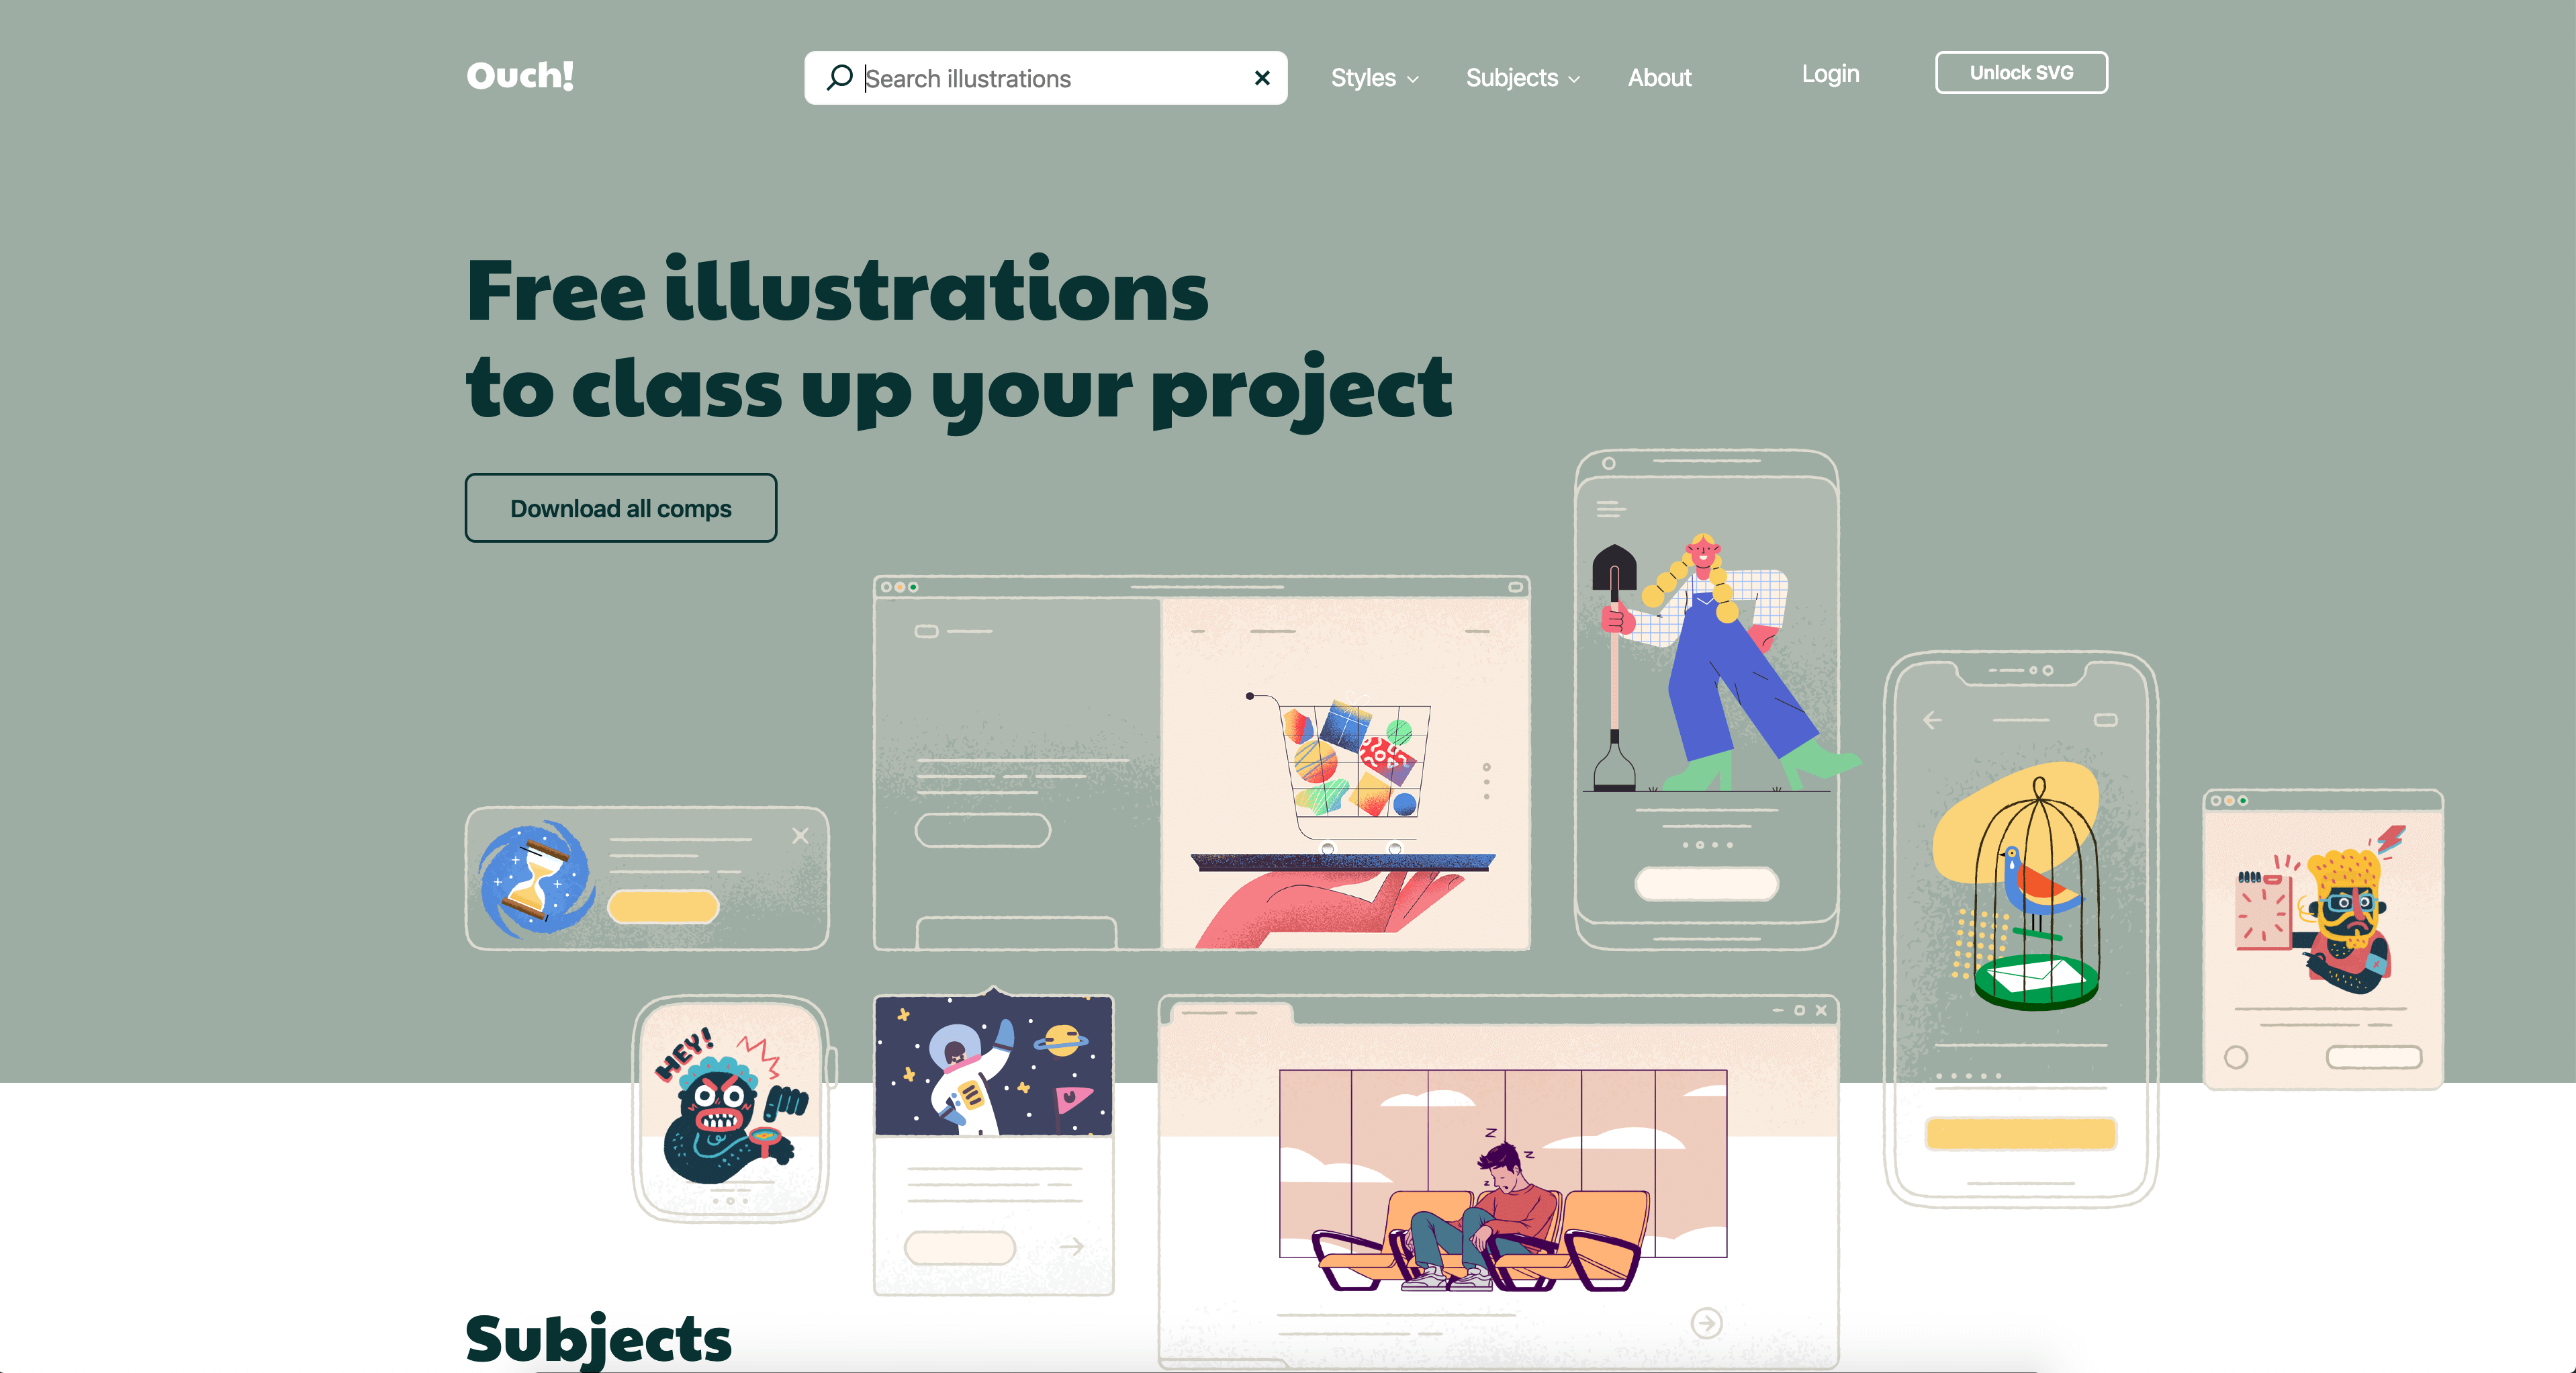 Ouch!
Search illustrations
Styles
Subjects
About
Login
Unlock SVG
Free illustrations
to class up your project
Download all comps
HEY!
U
z
z
z
Subjects